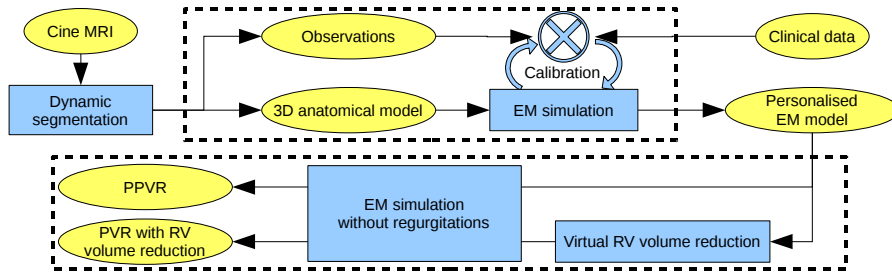 Cine MRI
Observations
Clinical data
Calibration
Dynamic
segmentation
3D anatomical model
EM simulation
Personalised
EM model
PPVR
EM simulation
without regurgitations
PVR with RV
volume reduction
Virtual RV volume reduction